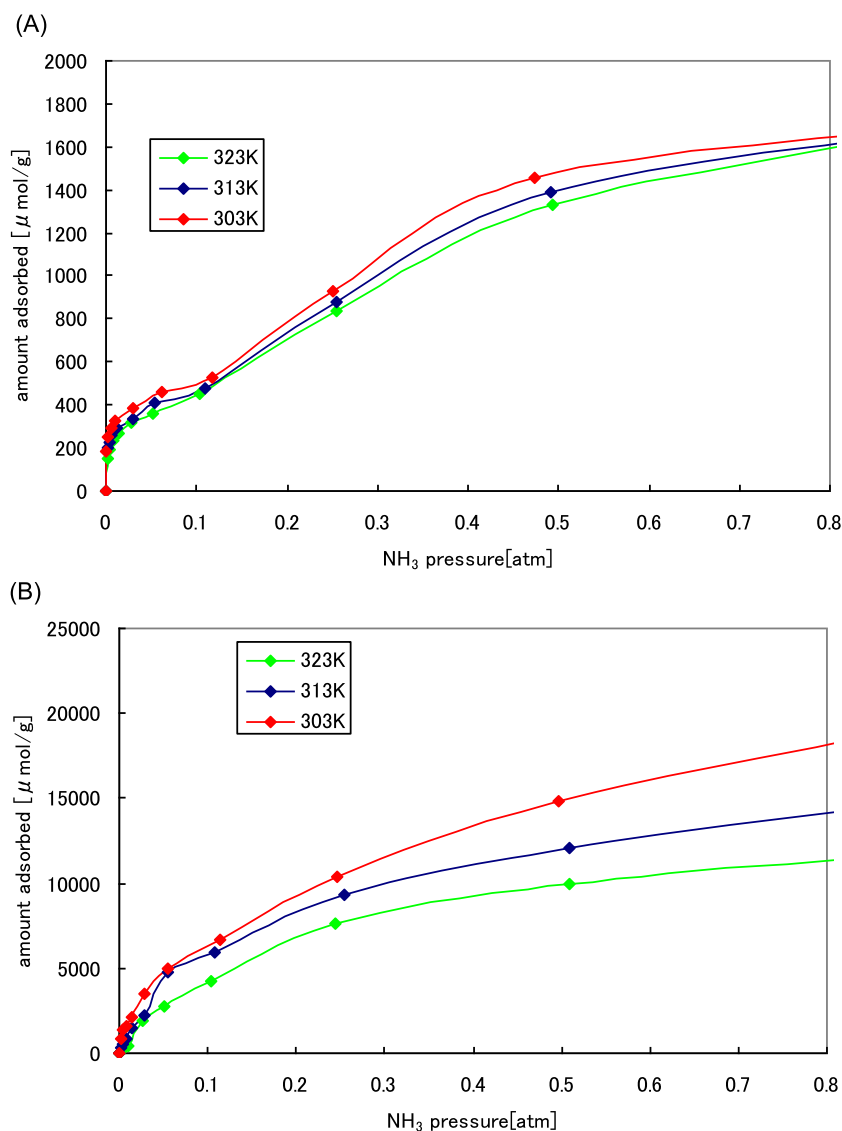 (A)
2000
1800
1600
1400
1200
1000
800
600
400
200
0
amount adsorbed [μmol/g]
323K
313K
303K
0 0.1 0.2 0.3 0.4 0.5 0.6 0.7 0.8
NH₃ pressure[atm]
(B)
25000
20000
15000
10000
5000
0
amount adsorbed [μmol/g]
323K
313K
303K
0 0.1 0.2 0.3 0.4 0.5 0.6 0.7 0.8
NH₃ pressure[atm]